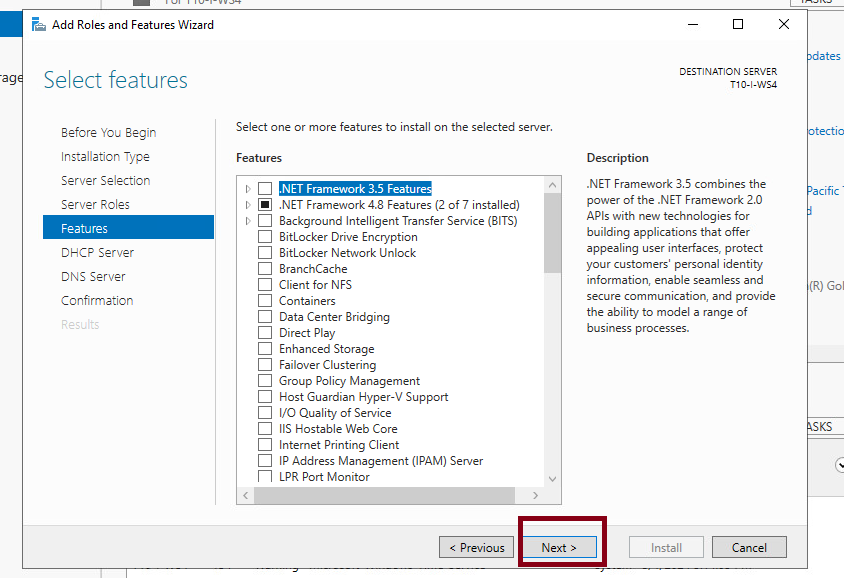 TASKS
Add Roles and Features Wizard
Select features
DESTINATION SERVER
T10-I-WS4
Before You Begin
Installation Type
Server Selection
Server Roles
Features
DHCP Server
DNS Server
Confirmation
Results
Select one or more features to install on the selected server.
Features
.NET Framework 3.5 Features
.NET Framework 4.8 Features (2 of 7 installed)
Background Intelligent Transfer Service (BITS)
BitLocker Drive Encryption
BitLocker Network Unlock
BranchCache
Client for NFS
Containers
Data Center Bridging
Direct Play
Enhanced Storage
Failover Clustering
Group Policy Management
Host Guardian Hyper-V Support
I/O Quality of Service
IIS Hostable Web Core
Internet Printing Client
IP Address Management (IPAM) Server
LPR Port Monitor
Description
.NET Framework 3.5 combines the
power of the .NET Framework 2.0
APIs with new technologies for
building applications that offer
appealing user interfaces, protect
your customers' personal identity
information, enable seamless and
secure communication, and provide
the ability to model a range of
business processes.
< Previous
Next >
Install
Cancel
pdates
otectio
Pacific T
(R) Gol
ASKS